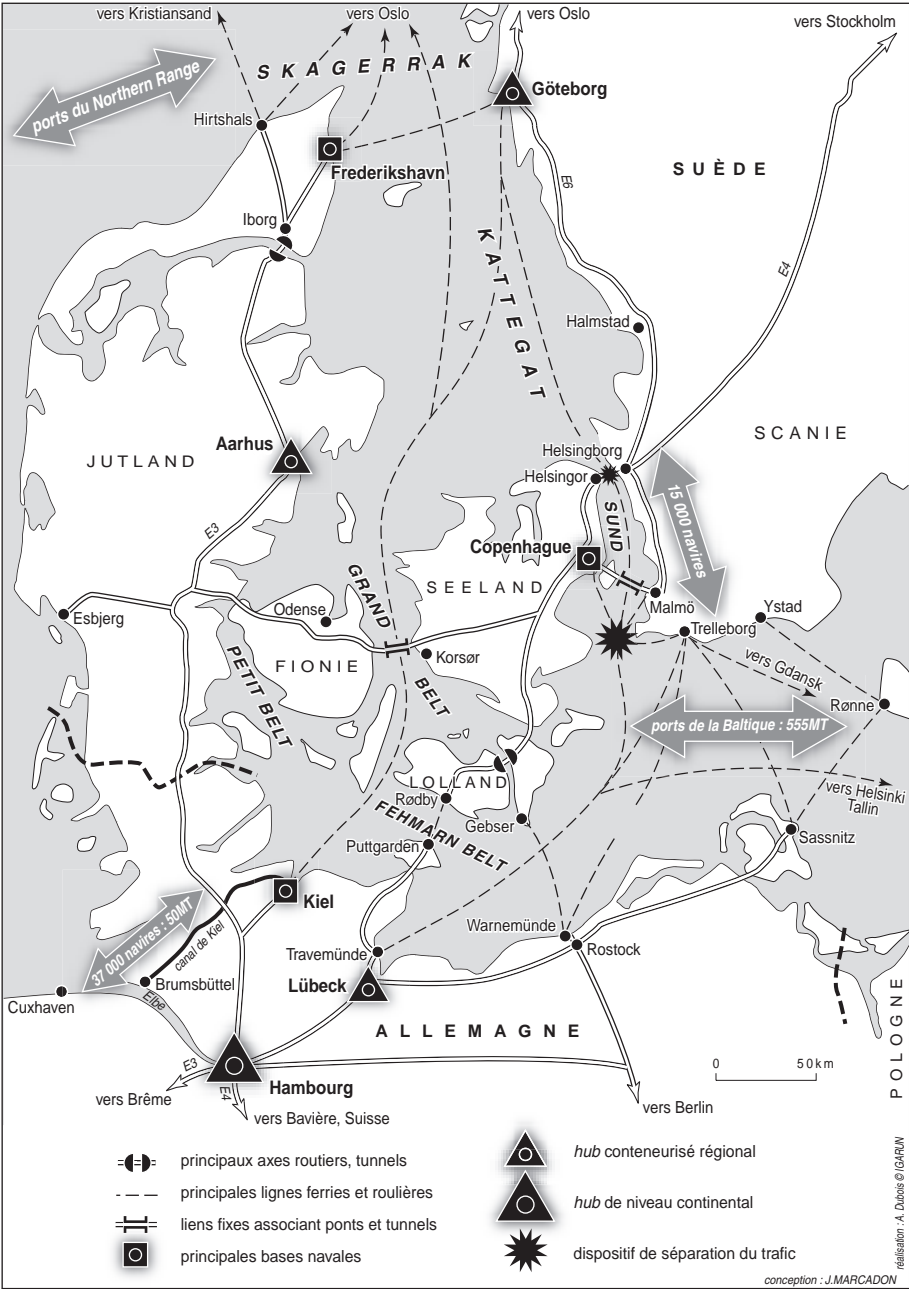 vers Kristiansand
vers Oslo
vers Oslo
vers Stockholm
SKAGERRAK
ports du Northern Range
Göteborg
Hirtshals
Frederikshavn
SUÈDE
E6
Iborg
KATTEGAT
E4
Halmstad
SCANIE
Aarhus
JUTLAND
Helsingborg
Helsingor
15 000 navires
SUND
Copenhague
E3
GRAND BELT
SEELAND
Malmö
Ystad
Esbjerg
Odense
Trelleborg
Korsør
FIONIE
PETIT BELT
vers Gdansk
Rønne
ports de la Baltique : 555MT
LOLLAND
Rødby
vers Helsinki
Tallin
Gebser
FEHMARN BELT
Puttgarden
Sassnitz
Kiel
37 000 navires : 50MT
canal de Kiel
Warnemünde
Travemünde
Rostock
Brumsbüttel
Lübeck
Cuxhaven
Elbe
ALLEMAGNE
POLOGNE
0 50 km
E3
Hambourg
E4
vers Brême
vers Bavière, Suisse
vers Berlin
principaux axes routiers, tunnels
principales lignes ferries et roulières
liens fixes associant ponts et tunnels
principales bases navales
hub conteneurisé régional
hub de niveau continental
dispositif de séparation du trafic
réalisation : A. Dubois © IGARUN
conception : J.MARCADON